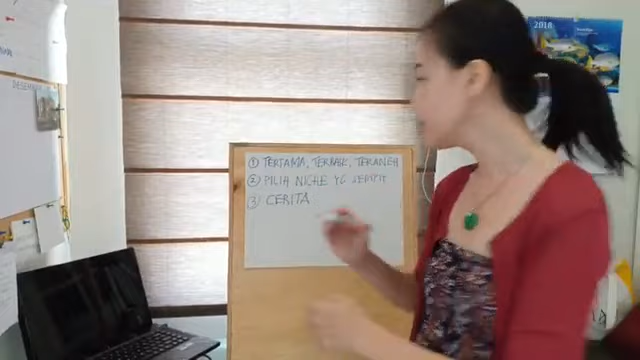 ① TERTAMA, TERBAIK, TERANEH
② PILIH NICHE YG SEMPIT
③ CERITA
2018